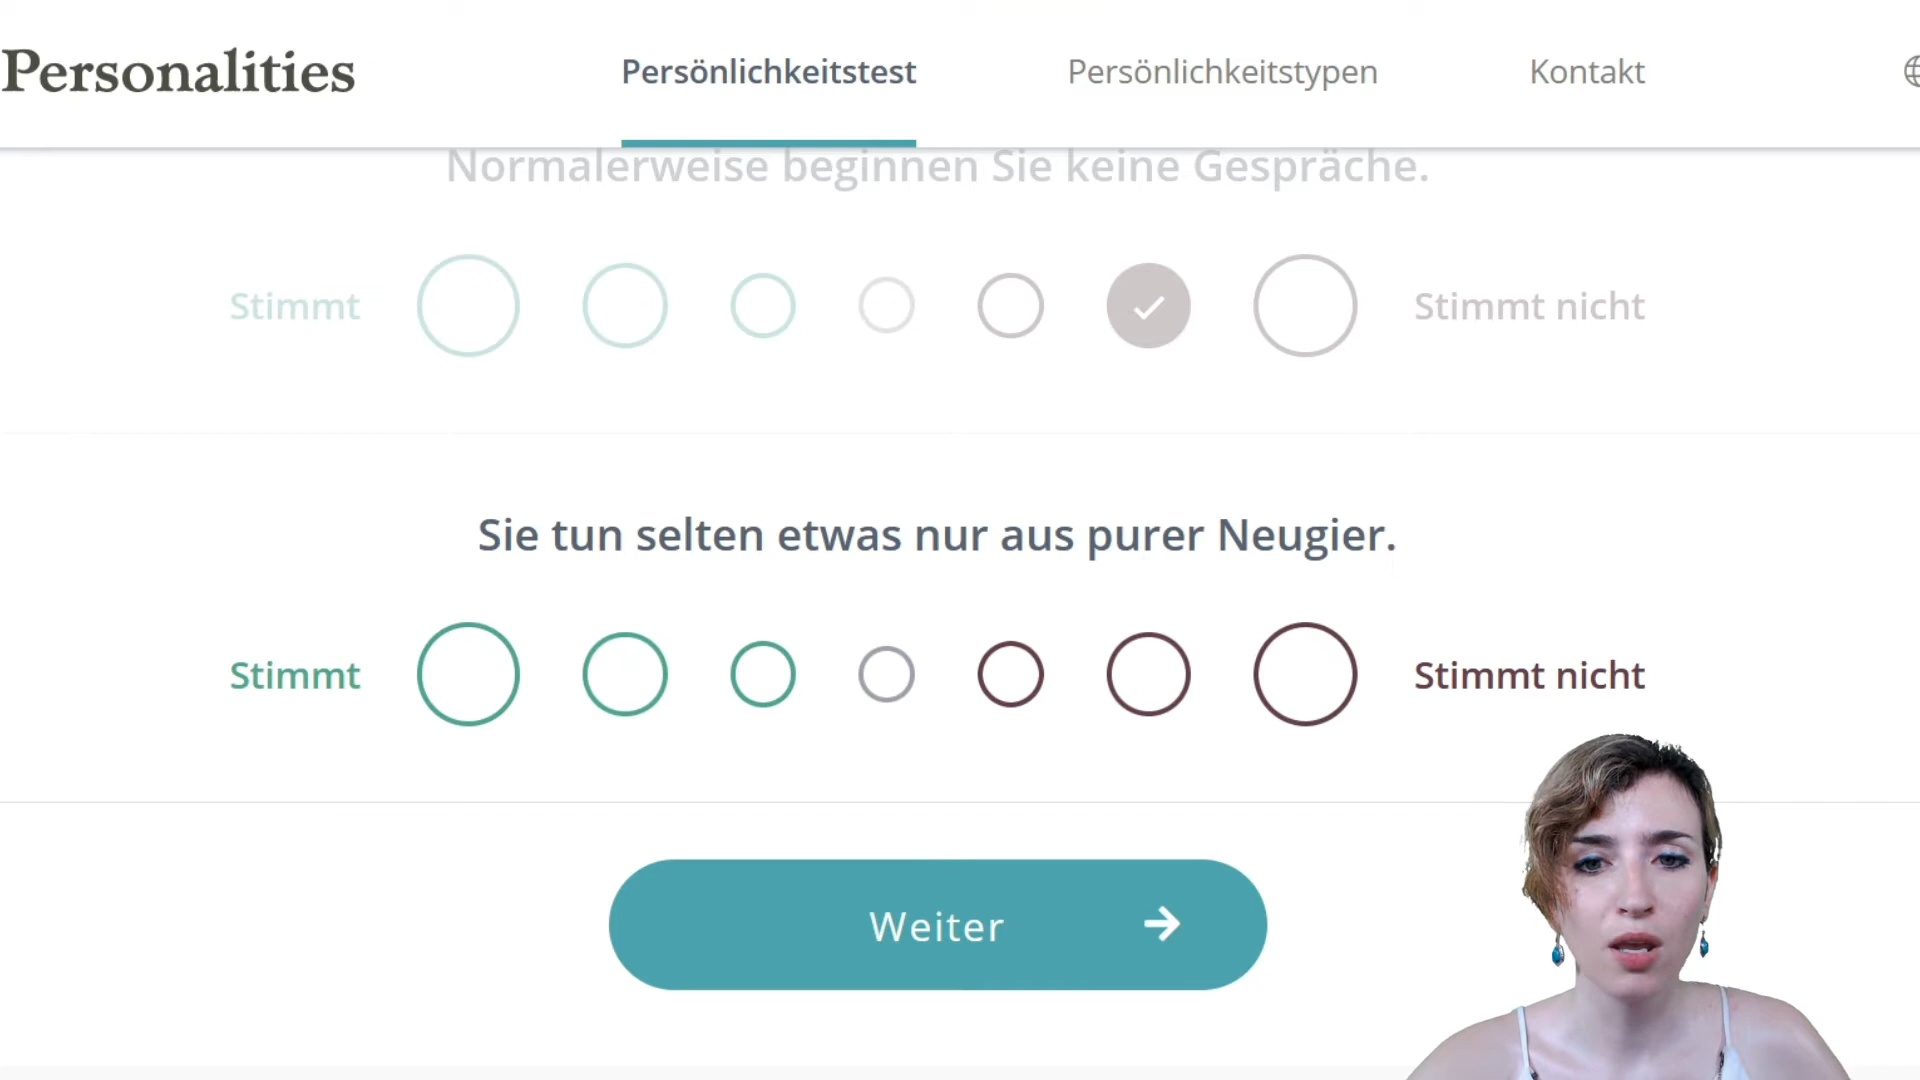 Personalities
Persönlichkeitstest
Persönlichkeitstypen
Kontakt
Normalerweise beginnen Sie keine Gespräche.
Stimmt
Stimmt nicht
Sie tun selten etwas nur aus purer Neugier.
Stimmt
Stimmt nicht
Weiter